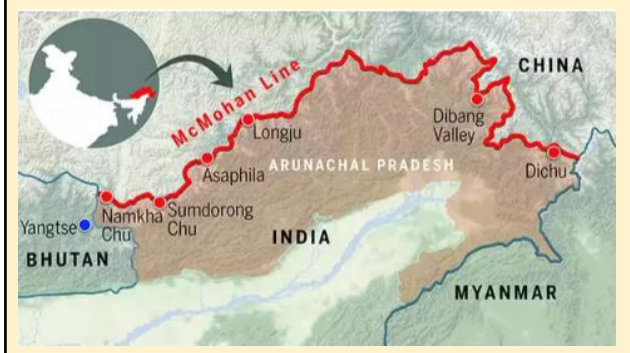 CHINA
McMohan Line
Longju
Dibang
Valley
Asaphila
ARUNACHAL PRADESH
Dichu
Namkha
Chu
Sumdorong
Chu
Yangtse
INDIA
BHUTAN
MYANMAR